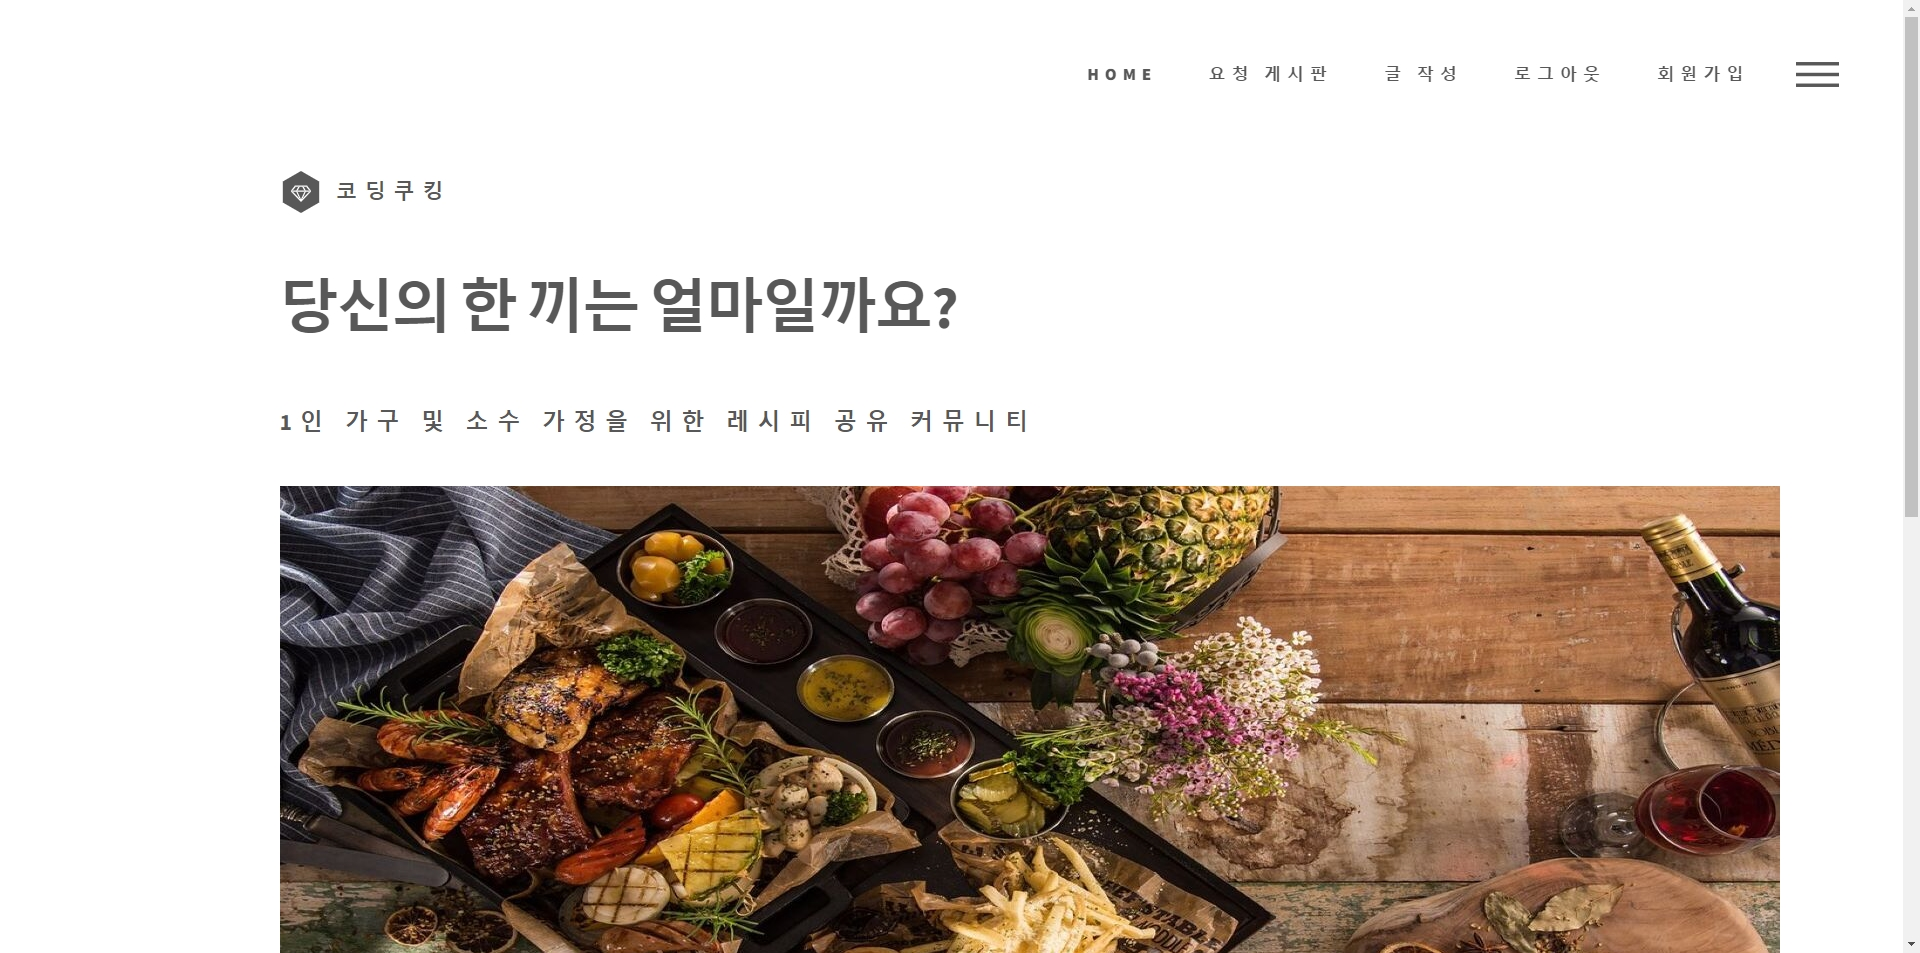 HOME 요청 게시판 글 작성 로그아웃 회원가입
코딩쿠킹
당신의 한 끼는 얼마일까요?
1인 가구 및 소수 가정을 위한 레시피 공유 커뮤니티